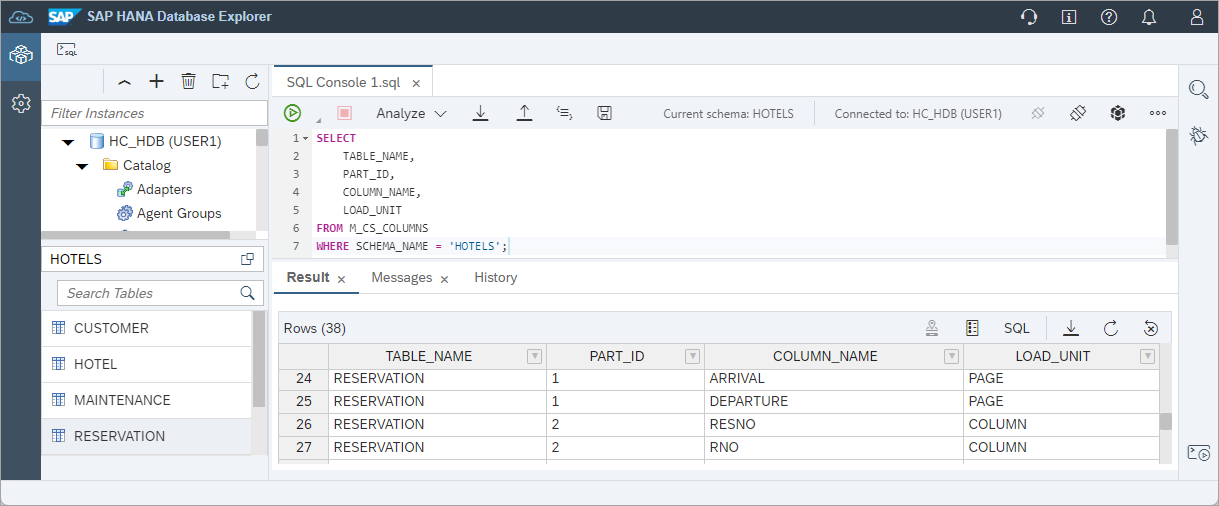 SAP SAP HANA Database Explorer
SQL
Filter Instances
HC_HDB (USER1)
Catalog
Adapters
Agent Groups
HOTELS
Search Tables
CUSTOMER
HOTEL
MAINTENANCE
RESERVATION
SQL Console 1.sql ×
Analyze Current schema: HOTELS Connected to: HC_HDB (USER1)
1 SELECT
2 TABLE_NAME,
3 PART_ID,
4 COLUMN_NAME,
5 LOAD_UNIT
6 FROM M_CS_COLUMNS
7 WHERE SCHEMA_NAME = 'HOTELS';
Result × Messages × History
Rows (38) SQL
TABLE_NAME PART_ID COLUMN_NAME LOAD_UNIT
24 RESERVATION 1 ARRIVAL PAGE
25 RESERVATION 1 DEPARTURE PAGE
26 RESERVATION 2 RESNO COLUMN
27 RESERVATION 2 RNO COLUMN